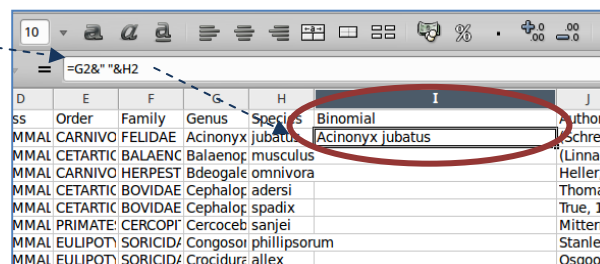 10 % .00 .00
= =G2&" "&H2
D E F G H I J
ss Order Family Genus Species Binomial Author
MMAL CARNIVO FELIDAE Acinonyx jubatus Acinonyx jubatus (Schre
MMAL CETARTIC BALAENC Balaenop musculus (Linna
MMAL CARNIVO HERPEST Bdeogale omnivora Heller,
MMAL CETARTIC BOVIDAE Cephalop adersi Thoma
MMAL CETARTIC BOVIDAE Cephalop spadix True, 1
MMAL PRIMATES CERCOPI Cercoceb sanjei Mitter
MMAL EULIPOTY SORICIDA Congosor phillipsorum Stanle
MMAL EULIPOTY SORICIDA Crocidura allex Osgoo